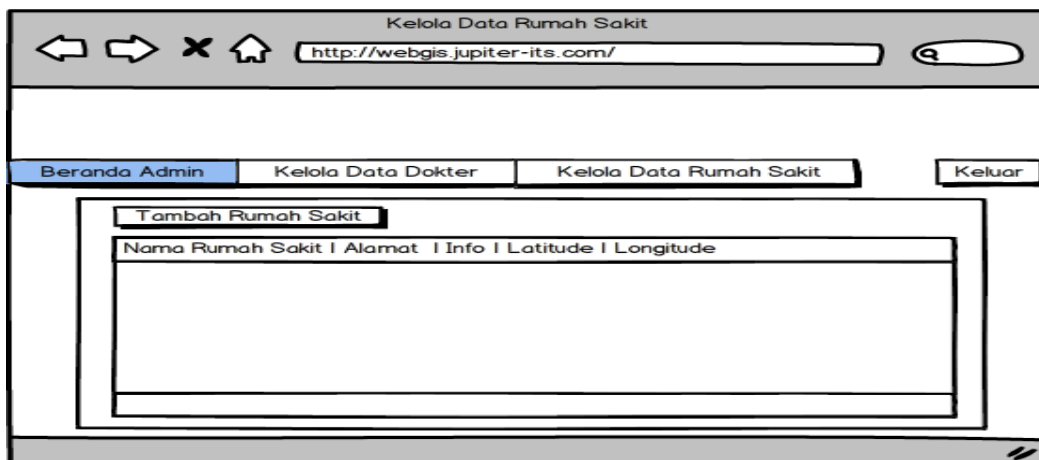 Kelola Data Rumah Sakit
http://webgis.jupiter-its.com/
Beranda Admin Kelola Data Dokter Kelola Data Rumah Sakit Keluar
Tambah Rumah Sakit
Nama Rumah Sakit | Alamat | Info | Latitude | Longitude